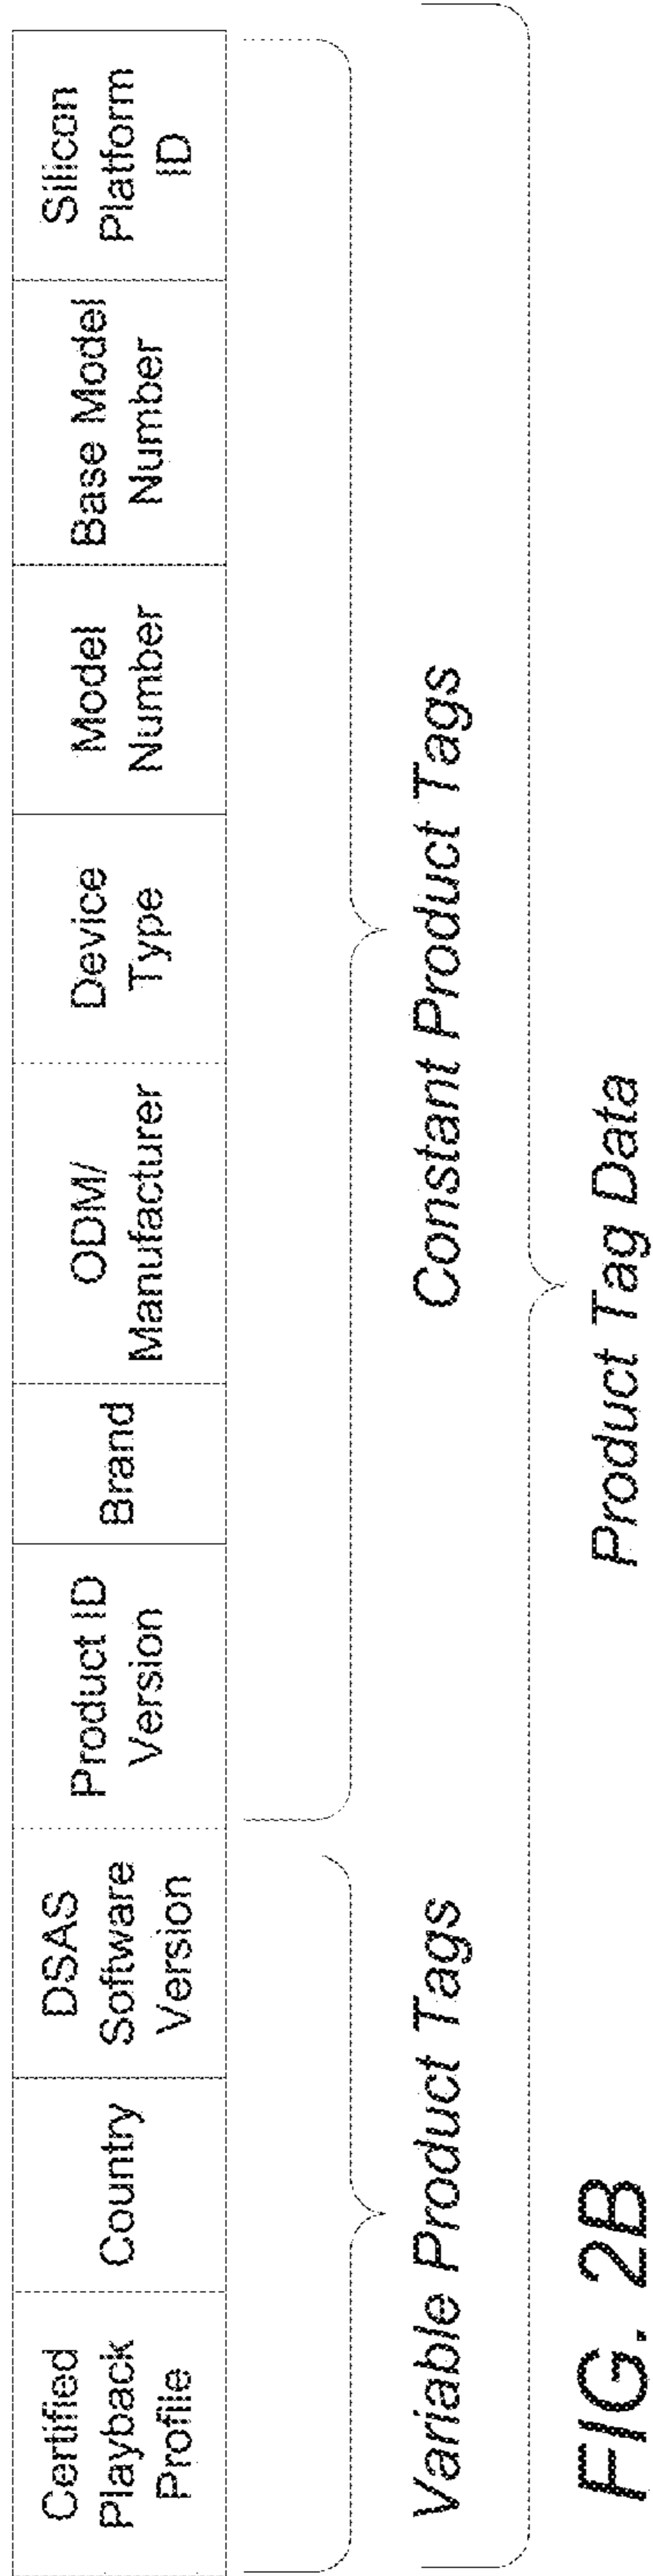 Certified
Playback
Profile
Country
DSAS
Software
Version
Product ID
Version
Brand
ODM/
Manufacturer
Device
Type
Model
Number
Base Model
Number
Silicon
Platform
ID
Variable Product Tags
Constant Product Tags
Product Tag Data
FIG. 2B